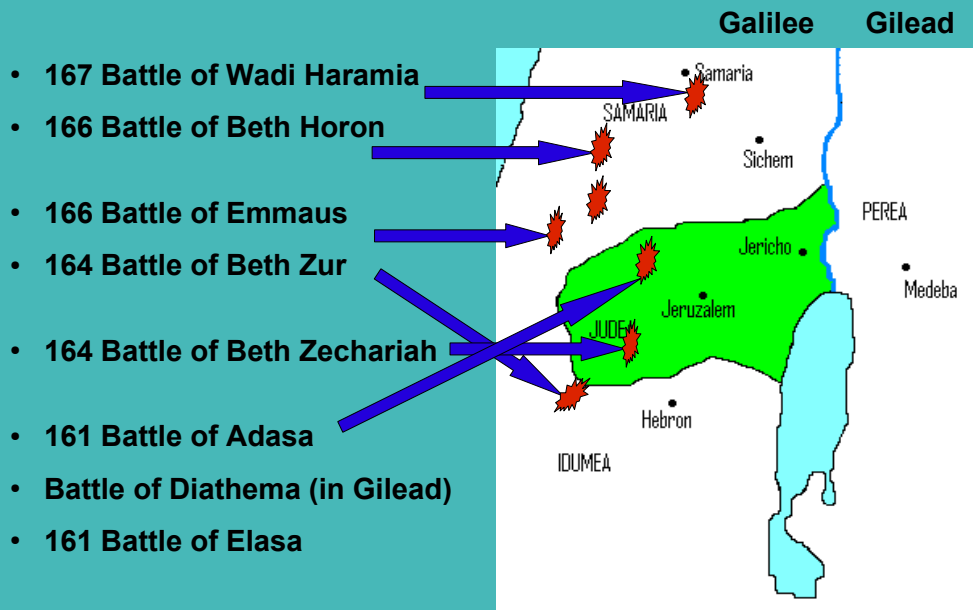 Galilee Gilead
• 167 Battle of Wadi Haramia
• 166 Battle of Beth Horon
• 166 Battle of Emmaus
• 164 Battle of Beth Zur
• 164 Battle of Beth Zechariah
• 161 Battle of Adasa
• Battle of Diathema (in Gilead)
• 161 Battle of Elasa
Samaria
SAMARIA
Sichem
PEREA
Jericho
Medeba
Jeruzalem
Hebron
IDUMEA